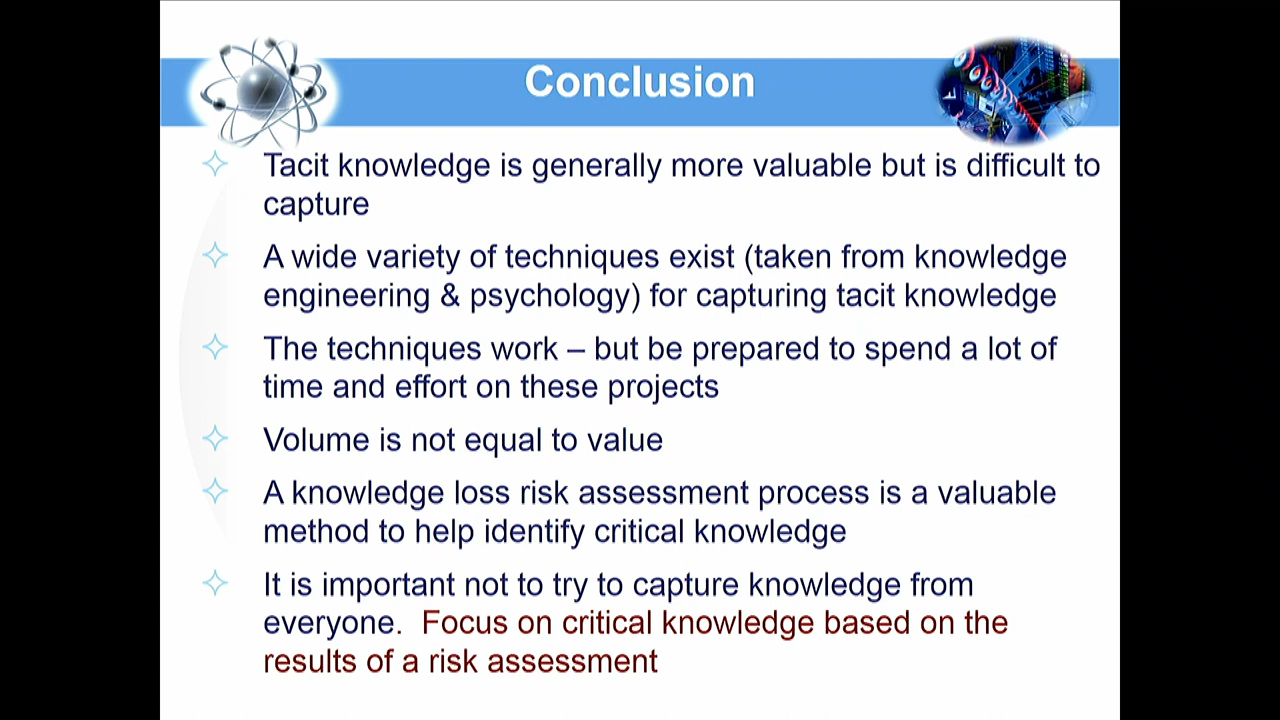 Conclusion
Tacit knowledge is generally more valuable but is difficult to
capture
A wide variety of techniques exist (taken from knowledge
engineering & psychology) for capturing tacit knowledge
The techniques work – but be prepared to spend a lot of
time and effort on these projects
Volume is not equal to value
A knowledge loss risk assessment process is a valuable
method to help identify critical knowledge
It is important not to try to capture knowledge from
everyone.  Focus on critical knowledge based on the
results of a risk assessment